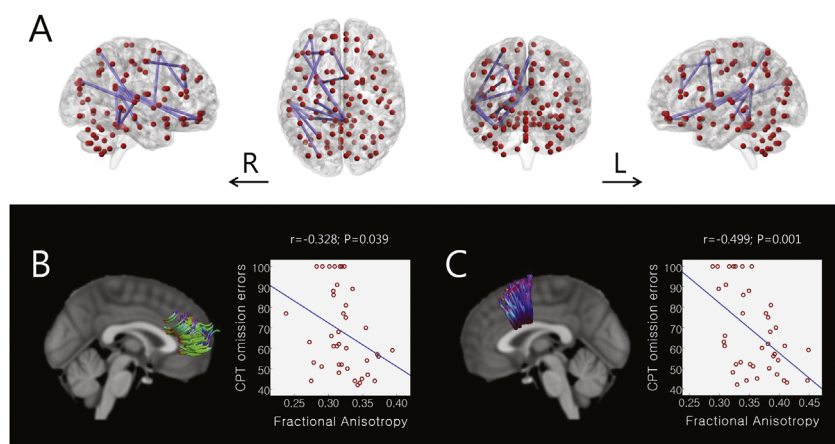 A
R
L
B
r=-0.328; P=0.039
CPT omission errors
100
90
80
70
60
50
40
0.25 0.30 0.35 0.40
Fractional Anisotropy
C
r=-0.499; P=0.001
CPT omission errors
100
90
80
70
60
50
40
0.24 0.30 0.35 0.40 0.45
Fractional Anisotropy